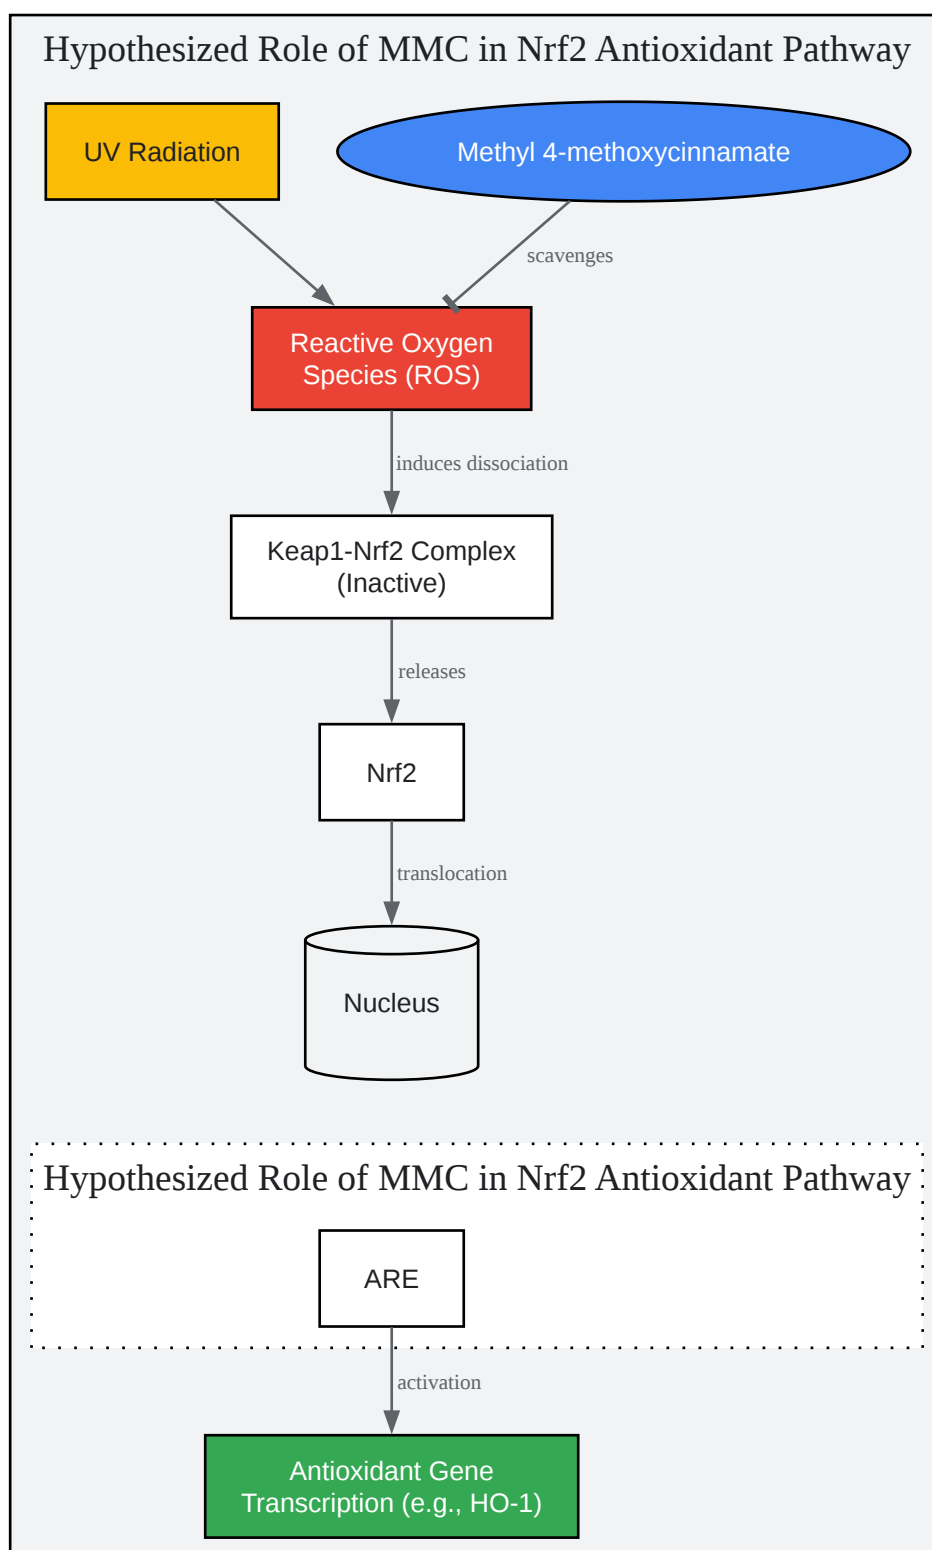 Hypothesized Role of MMC in Nrf2 Antioxidant Pathway
UV Radiation
Methyl 4-methoxycinnamate
scavenges
Reactive Oxygen
Species (ROS)
induces dissociation
Keap1-Nrf2 Complex
(Inactive)
releases
Nrf2
translocation
Nucleus
Hypothesized Role of MMC in Nrf2 Antioxidant Pathway
ARE
activation
Antioxidant Gene
Transcription (e.g., HO-1)